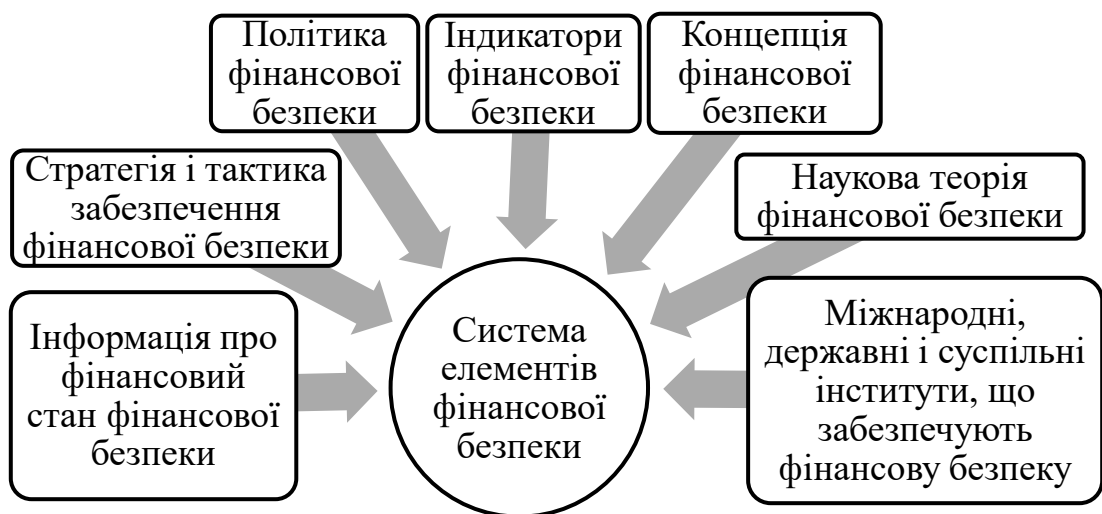 Політика
фінансової
безпеки
Індикатори
фінансової
безпеки
Концепція
фінансової
безпеки
Стратегія і тактика
забезпечення
фінансової безпеки
Наукова теорія
фінансової безпеки
Інформація про
фінансовий
стан фінансової
безпеки
Система
елементів
фінансової
безпеки
Міжнародні,
державні і суспільні
інститути, що
забезпечують
фінансову безпеку